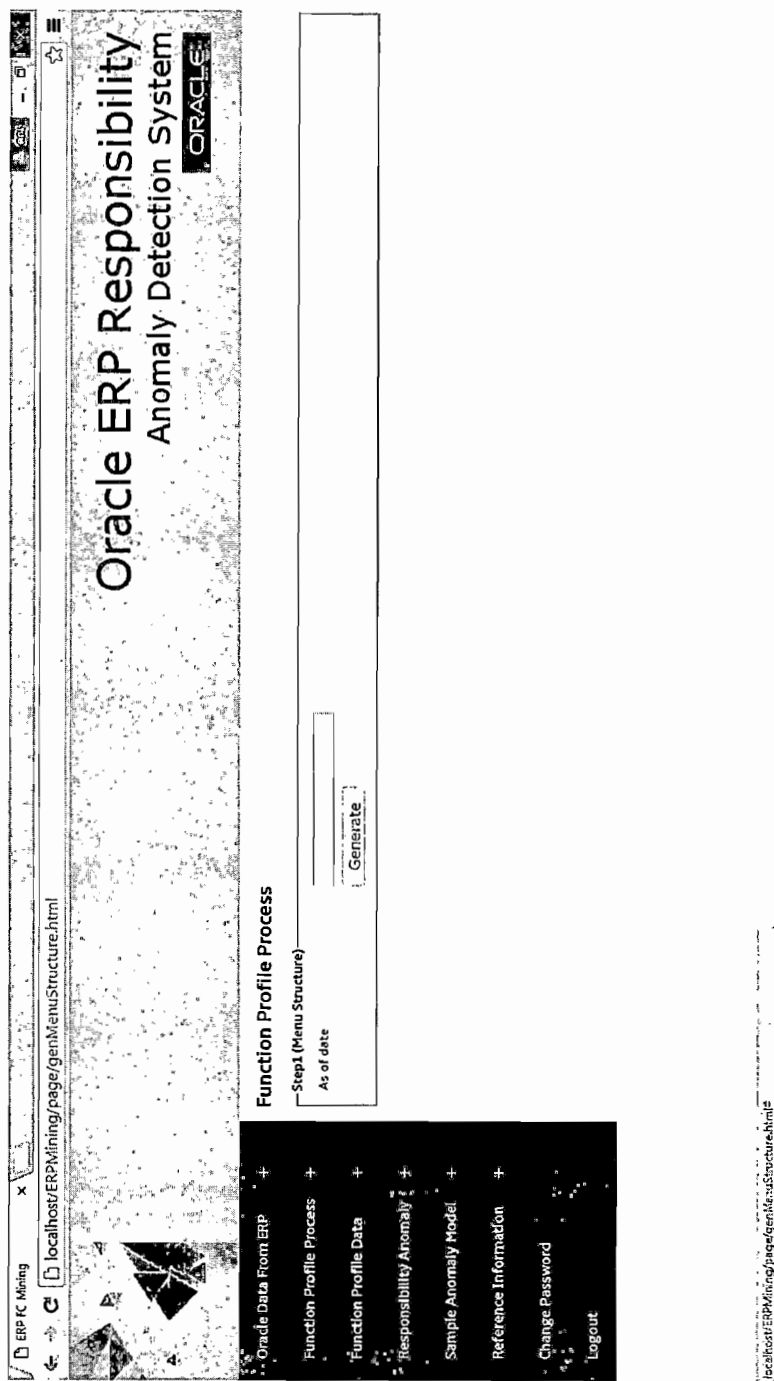 ERP FC Mining
localhost/ERPMining/page/genMenuStructure.html
Oracle ERP Responsibility
Anomaly Detection System
ORACLE
Oracle Data From ERP +
Function Profile Process +
Function Profile Data +
Responsibility Anomaly +
Sample Anomaly Model +
Reference Information +
Change Password
Logout
Function Profile Process
Step1 (Menu Structure)
As of date
Generate
localhost/ERPMining/page/genMenuStructure.html#